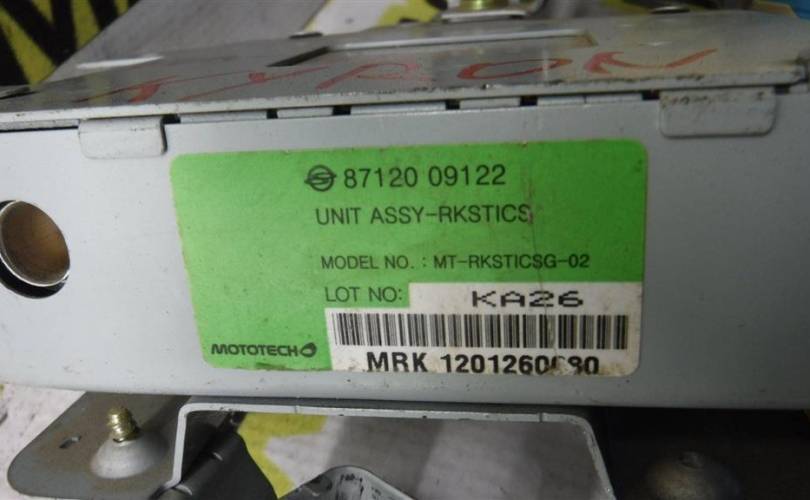 87120 09122
UNIT ASSY-RKSTICS
MODEL NO. : MT-RKSTICSG-02
LOT NO: KA26
MOTOTECH
MRK